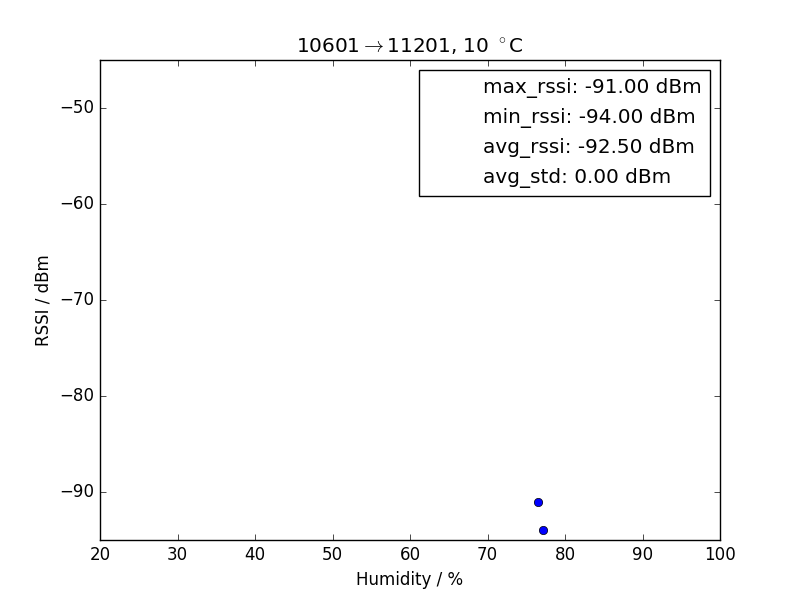 10601→11201, 10 °C
max_rssi: -91.00 dBm
min_rssi: -94.00 dBm
avg_rssi: -92.50 dBm
avg_std: 0.00 dBm
RSSI / dBm
−50
−60
−70
−80
−90
20 30 40 50 60 70 80 90 100
Humidity / %